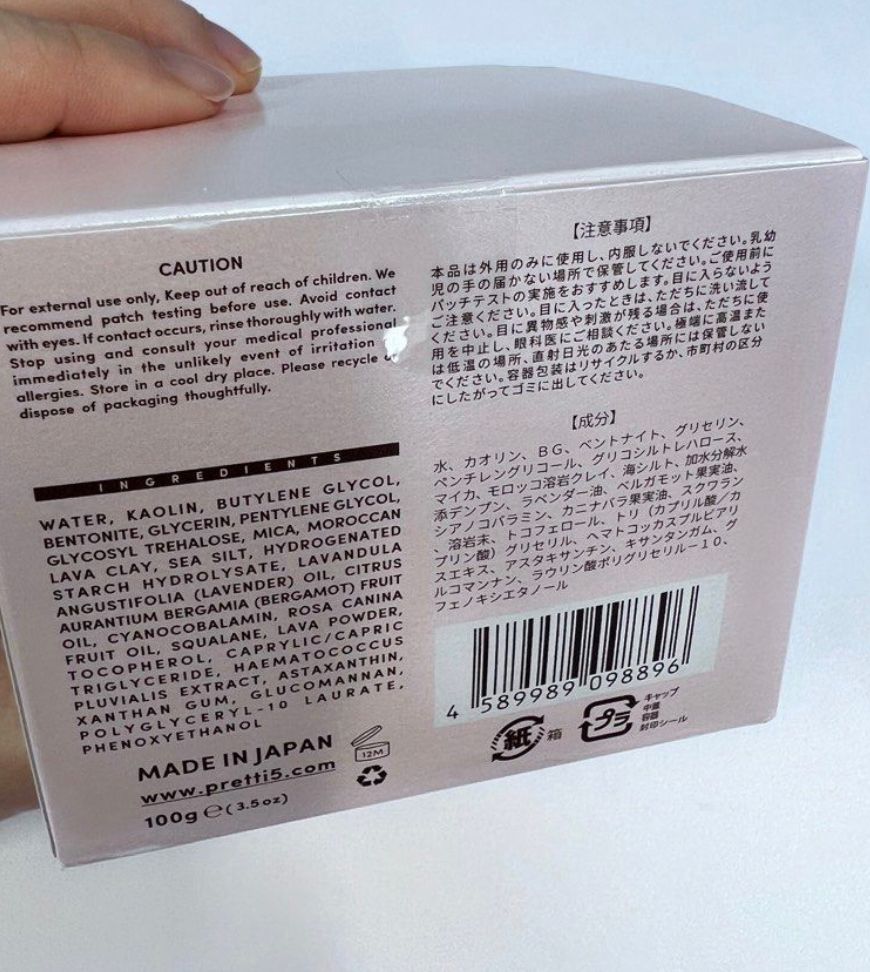 CAUTION
For external use only, Keep out of reach of children. We
recommend patch testing before use. Avoid contact
with eyes. If contact occurs, rinse thoroughly with water.
Stop using and consult your medical professional
immediately in the unlikely event of irritation
allergies. Store in a cool dry place. Please recycle or
dispose of packaging thoughtfully.
INGREDIENTS
WATER, KAOLIN, BUTYLENE GLYCOL,
BENTONITE, GLYCERIN, PENTYLENE GLYCOL,
GLYCOSYL TREHALOSE, MICA, MOROCCAN
LAVA CLAY, SEA SILT, HYDROGENATED
STARCH HYDROLYSATE, LAVANDULA
ANGUSTIFOLIA (LAVENDER) OIL, CITRUS
AURANTIUM BERGAMIA (BERGAMOT) FRUIT
OIL, CYANOCOBALAMIN, ROSA CANINA
FRUIT OIL, SQUALANE, LAVA POWDER,
TOCOPHEROL, CAPRYLIC/CAPRIC
TRIGLYCERIDE, HAEMATOCOCCUS
PLUVIALIS EXTRACT, ASTAXANTHIN,
XANTHAN GUM, GLUCOMANNAN,
POLYGLYCERYL-10 LAURATE,
PHENOXYETHANOL
MADE IN JAPAN
www.pretti5.com
100g ℮ (3.5oz)
12M
【注意事項】
本品は外用のみに使用し、内服しないでください。乳幼
児の手の届かない場所で保管してください。ご使用前に
パッチテストの実施をおすすめします。目に入らないよう
ご注意ください。目に入ったときは、ただちに洗い流して
ください。目に異物感や刺激が残る場合は、ただちに使
用を中止し、眼科医にご相談ください。極端に高温また
は低温の場所、直射日光のあたる場所には保管しない
でください。容器包装はリサイクルするか、市町村の区分
にしたがってゴミに出してください。
【成分】
水、カオリン、BG、ベントナイト、グリセリン、
ペンチレングリコール、グリコシルトレハロース、
マイカ、モロッコ溶岩クレイ、海シルト、加水分解水
添デンプン、ラベンダー油、ベルガモット果実油、
シアノコバラミン、カニナバラ果実油、スクワラン
、溶岩末、トコフェロール、トリ（カプリル酸／カ
プリン酸）グリセリル、ヘマトコッカスプルビアリ
スエキス、アスタキサンチン、キサンタンガム、グ
ルコマンナン、ラウリン酸ポリグリセリル－１０、
フェノキシエタノール
4 589989 098896
紙 箱
プラ
キャップ
中蓋
容器
封印シール